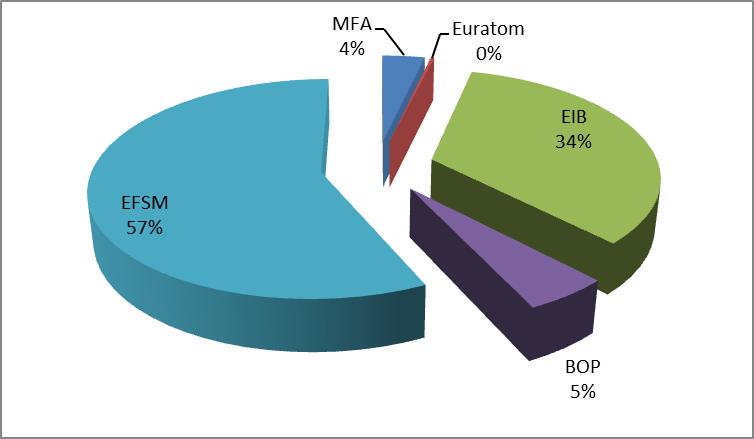 MFA
4%
Euratom
0%
EIB
34%
EFSM
57%
BOP
5%